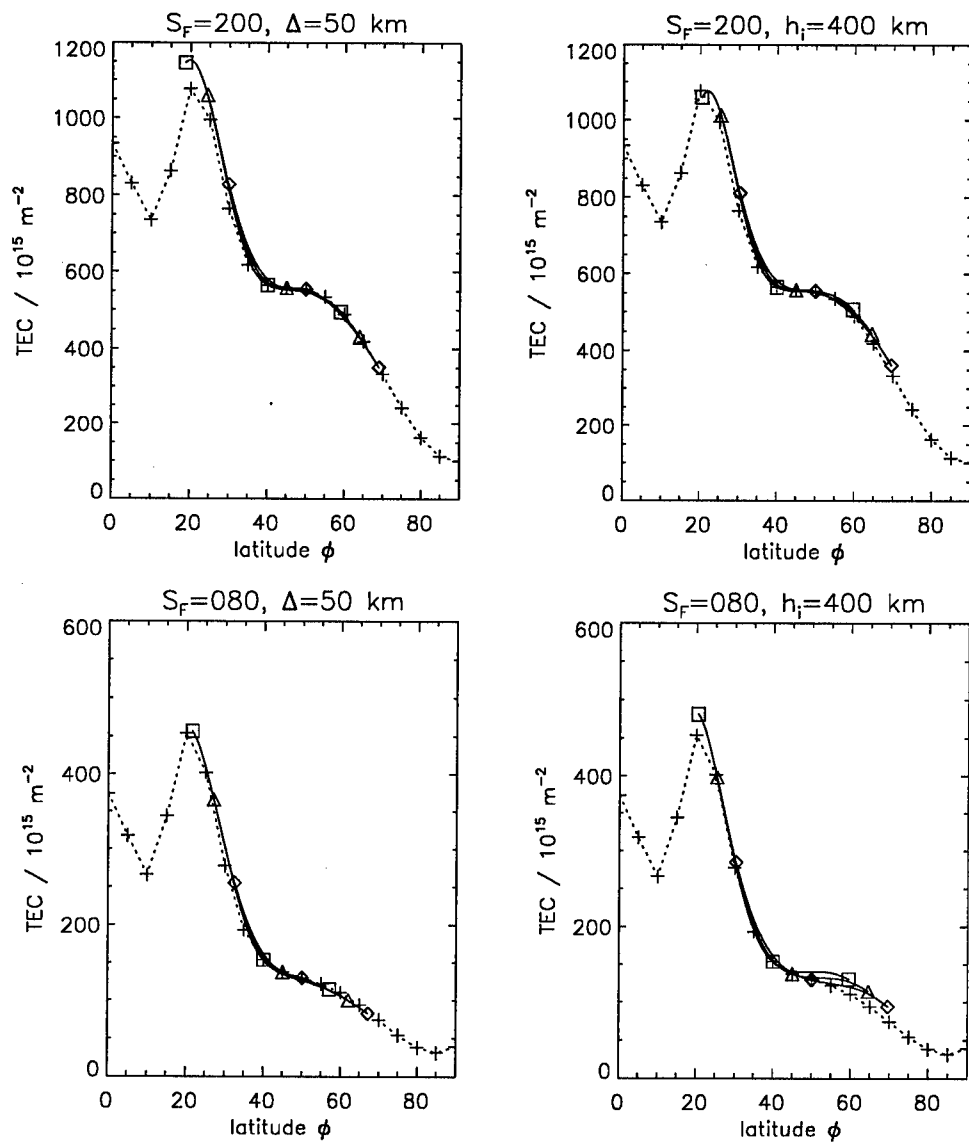 S_F=200, Δ=50 km
1200
1000
800
600
400
200
0
TEC / 10^15 m^-2
0 20 40 60 80
latitude φ
S_F=200, h_i=400 km
1200
1000
800
600
400
200
0
TEC / 10^15 m^-2
0 20 40 60 80
latitude φ
S_F=080, Δ=50 km
600
400
200
0
TEC / 10^15 m^-2
0 20 40 60 80
latitude φ
S_F=080, h_i=400 km
600
400
200
0
TEC / 10^15 m^-2
0 20 40 60 80
latitude φ